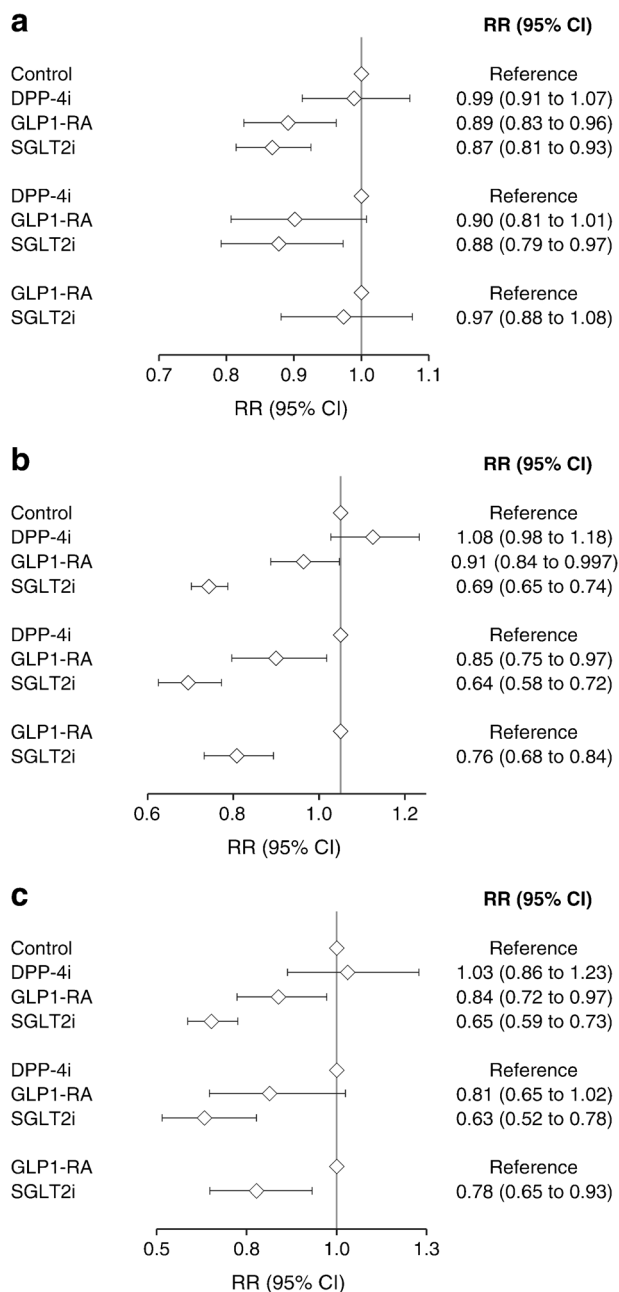 a
RR (95% CI)
Control Reference
DPP-4i 0.99 (0.91 to 1.07)
GLP1-RA 0.89 (0.83 to 0.96)
SGLT2i 0.87 (0.81 to 0.93)
DPP-4i Reference
GLP1-RA 0.90 (0.81 to 1.01)
SGLT2i 0.88 (0.79 to 0.97)
GLP1-RA Reference
SGLT2i 0.97 (0.88 to 1.08)
0.7 0.8 0.9 1.0 1.1
RR (95% CI)
b
RR (95% CI)
Control Reference
DPP-4i 1.08 (0.98 to 1.18)
GLP1-RA 0.91 (0.84 to 0.997)
SGLT2i 0.69 (0.65 to 0.74)
DPP-4i Reference
GLP1-RA 0.85 (0.75 to 0.97)
SGLT2i 0.64 (0.58 to 0.72)
GLP1-RA Reference
SGLT2i 0.76 (0.68 to 0.84)
0.6 0.8 1.0 1.2
RR (95% CI)
c
RR (95% CI)
Control Reference
DPP-4i 1.03 (0.86 to 1.23)
GLP1-RA 0.84 (0.72 to 0.97)
SGLT2i 0.65 (0.59 to 0.73)
DPP-4i Reference
GLP1-RA 0.81 (0.65 to 1.02)
SGLT2i 0.63 (0.52 to 0.78)
GLP1-RA Reference
SGLT2i 0.78 (0.65 to 0.93)
0.5 0.8 1.0 1.3
RR (95% CI)